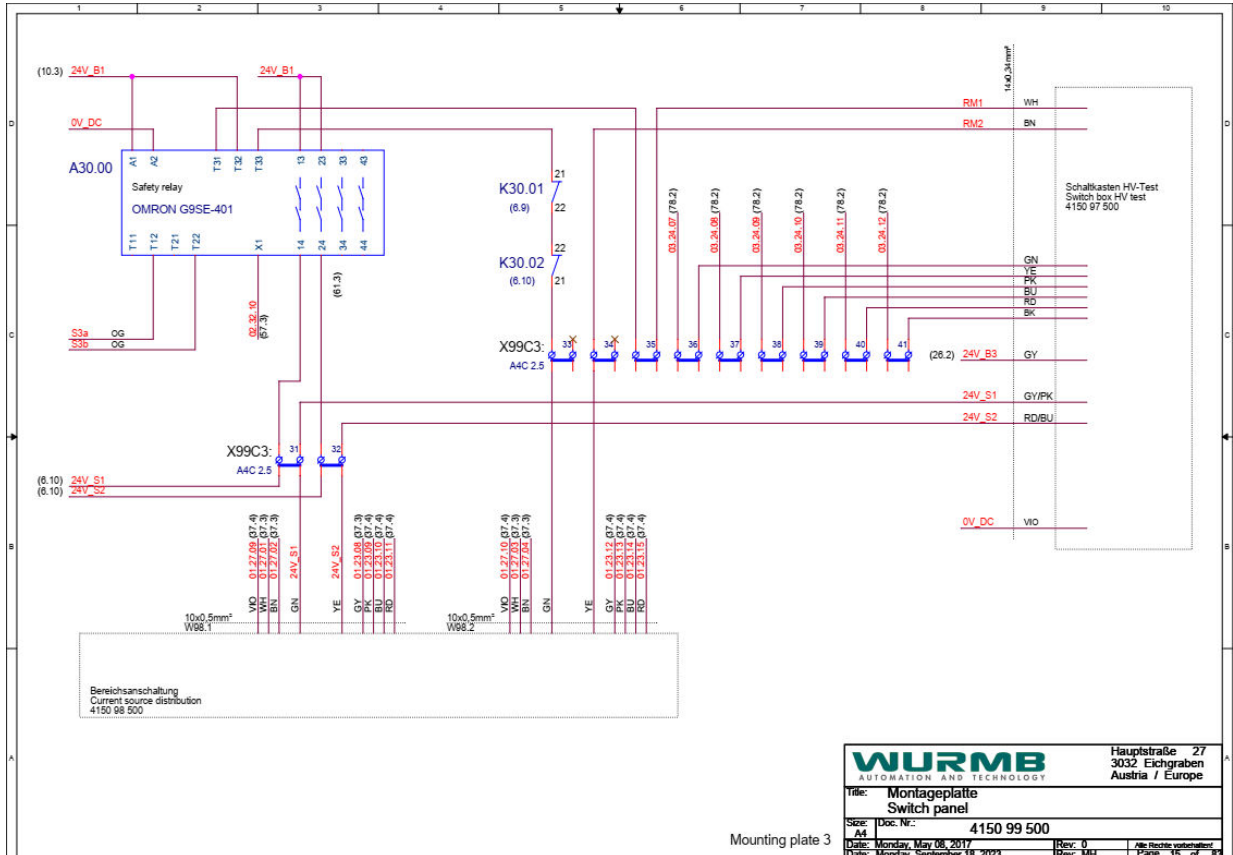 1 2 3 4 5 6 7 8 9 10
D
C
B
A
(10.3) 24V_B1
24V_B1
0V_DC
A30.00
A1 A2 T31 T32 T33 13 23 33 43
Safety relay
OMRON G9SE-401
T11 T12 T21 T22 X1 14 24 34 44
(61.3)
02.32.10 (57.3)
S3a OG
S3b OG
K30.01
(6.9)
21
22
K30.02
(6.10)
22
21
03.24.07 (78.2)
03.24.08 (78.2)
03.24.09 (78.2)
03.24.10 (78.2)
03.24.11 (78.2)
03.24.12 (78.2)
14x0,34mm²
RM1 WH
RM2 BN
Schaltkasten HV-Test
Switch box HV test
4150 97 500
GN
YE
PK
BU
RD
BK
X99C3:
A4C 2.5
33 34 35 36 37 38 39 40 41
(26.2) 24V_B3 GY
24V_S1 GY/PK
24V_S2 RD/BU
X99C3:
A4C 2.5
31 32
(6.10) 24V_S1
(6.10) 24V_S2
0V_DC VIO
VIO 01.27.09 (37.4)
WH 01.27.01 (37.3)
BN 01.27.02 (37.3)
GN 24V_S1
YE 24V_S2
GY 01.23.08 (37.3)
PK 01.23.09 (37.4)
BU 01.23.10 (37.4)
RD 01.23.11 (37.4)
VIO 01.27.10 (37.4)
WH 01.27.03 (37.4)
BN 01.27.04 (37.4)
GN
YE
GY 01.23.12 (37.4)
PK 01.23.13 (37.4)
BU 01.23.14 (37.4)
RD 01.23.15 (37.4)
10x0,5mm²
W98.1
10x0,5mm²
W98.2
Bereichsanschaltung
Current source distribution
4150 98 500
Mounting plate 3
WURMB
AUTOMATION AND TECHNOLOGY
Hauptstraße 27
3032 Eichgraben
Austria / Europe
Title: Montageplatte
Switch panel
Size: A4
Doc. Nr.: 4150 99 500
Date: Monday, May 08, 2017 Rev: 0 Alle Rechte vorbehalten!
Date: Monday, September 18, 2023 Rev: MH Page 15 of